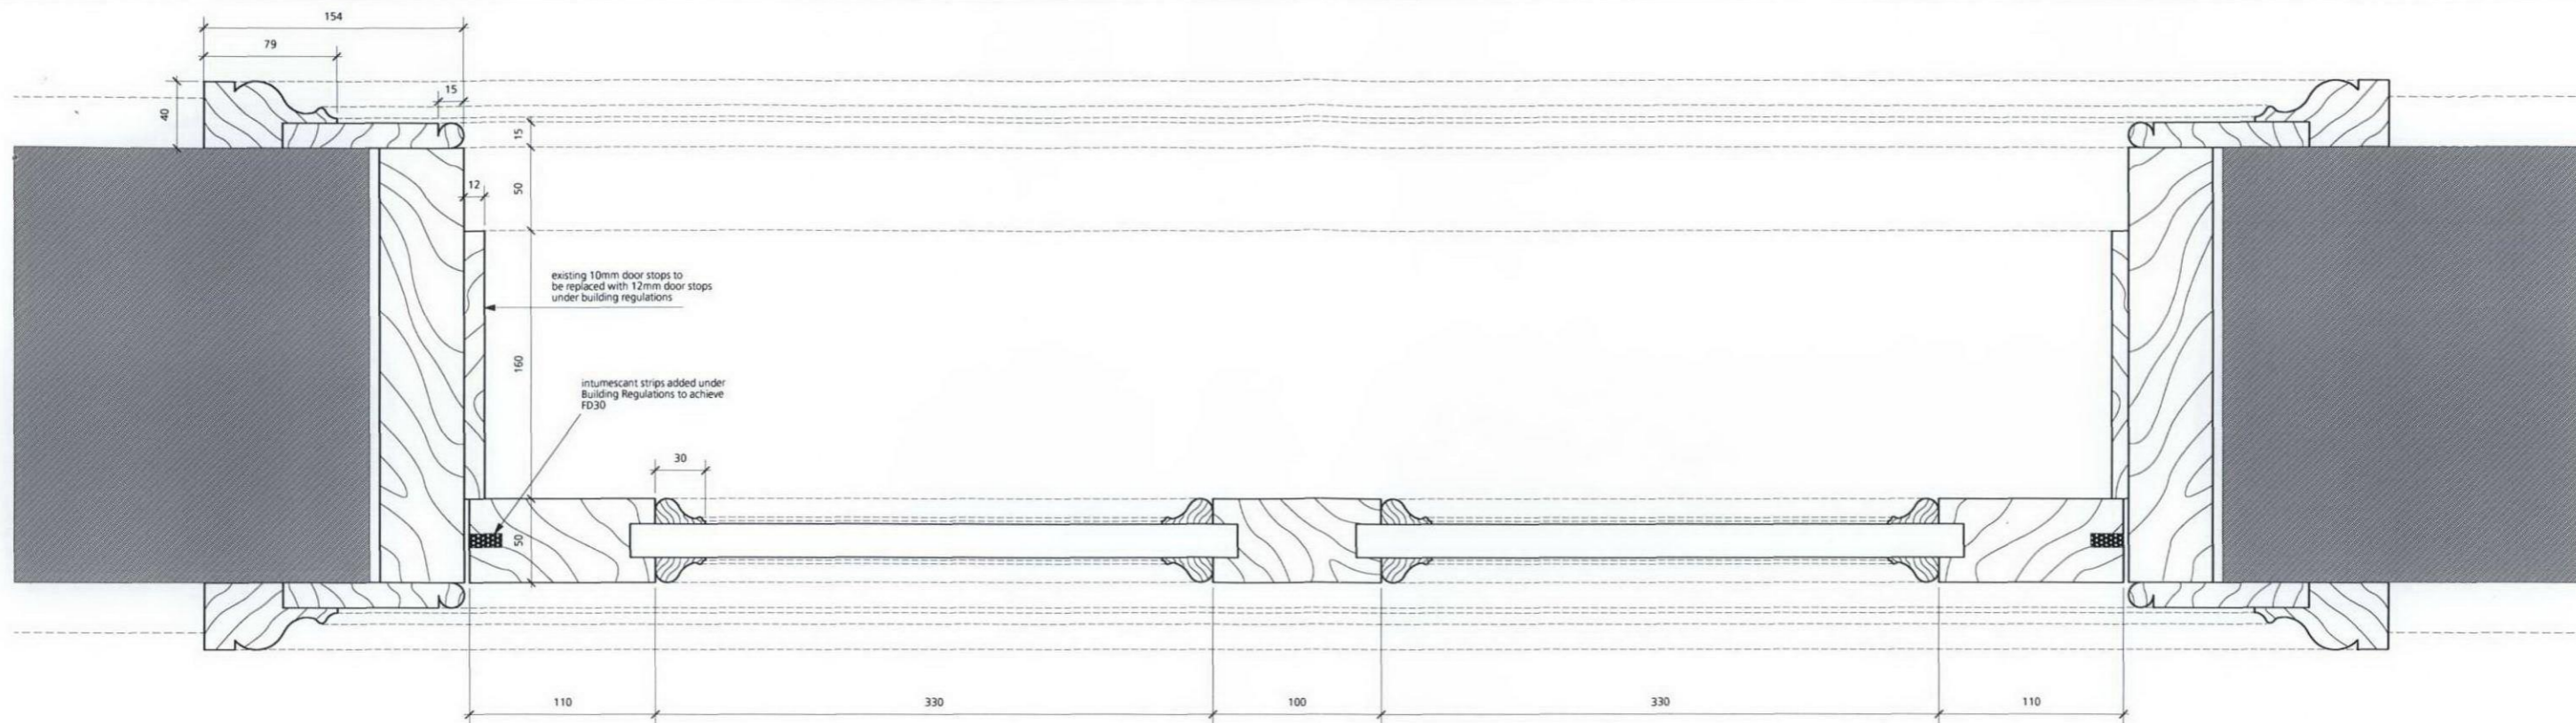 154
79
15
40
15
12
50
existing 10mm door stops to
be replaced with 12mm door stops
under building regulations
160
intumescant strips added under
Building Regulations to achieve
FD30
30
50
110
330
100
330
110